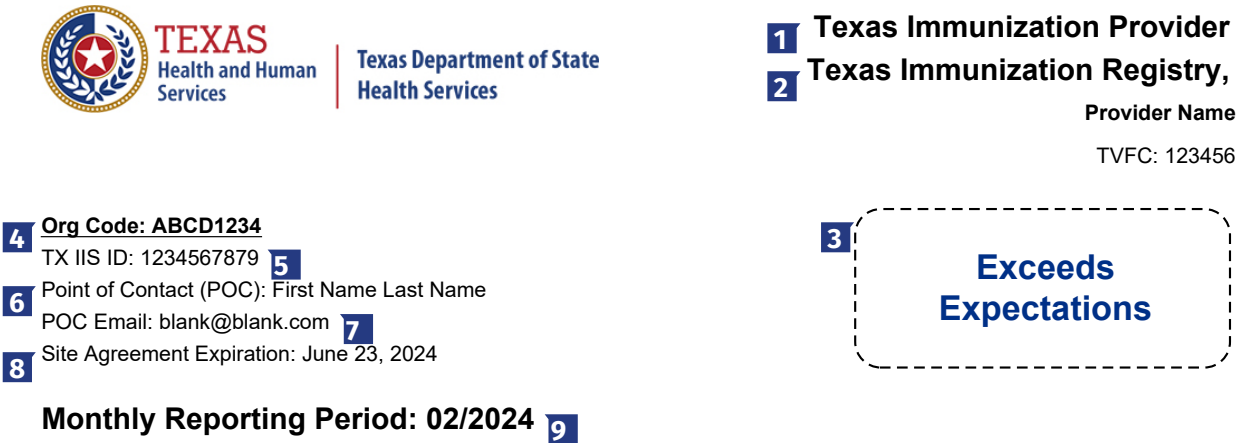 TEXAS
Health and Human
Services
Texas Department of State
Health Services
1 Texas Immunization Provider
2 Texas Immunization Registry,
Provider Name
TVFC: 123456
4 Org Code: ABCD1234
TX IIS ID: 1234567879 5
6 Point of Contact (POC): First Name Last Name
POC Email: blank@blank.com 7
8 Site Agreement Expiration: June 23, 2024
3
Exceeds
Expectations
Monthly Reporting Period: 02/2024 9